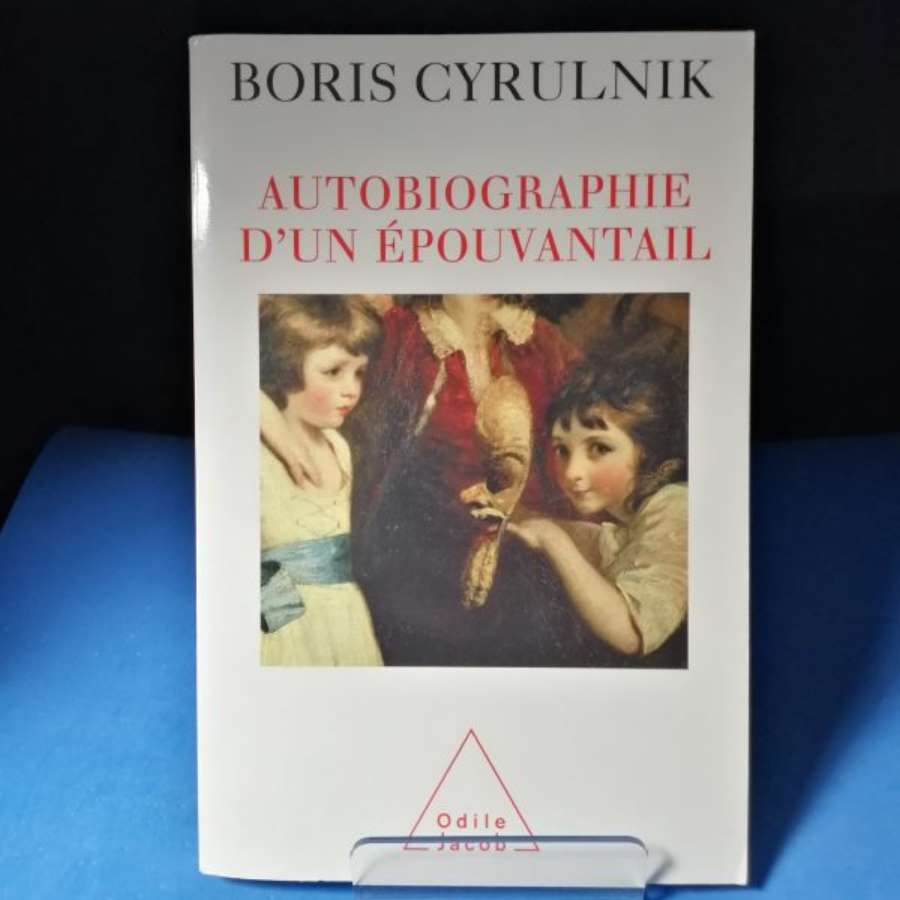 BORIS CYRULNIK
AUTOBIOGRAPHIE
D'UN ÉPOUVANTAIL
Odile
Jacob